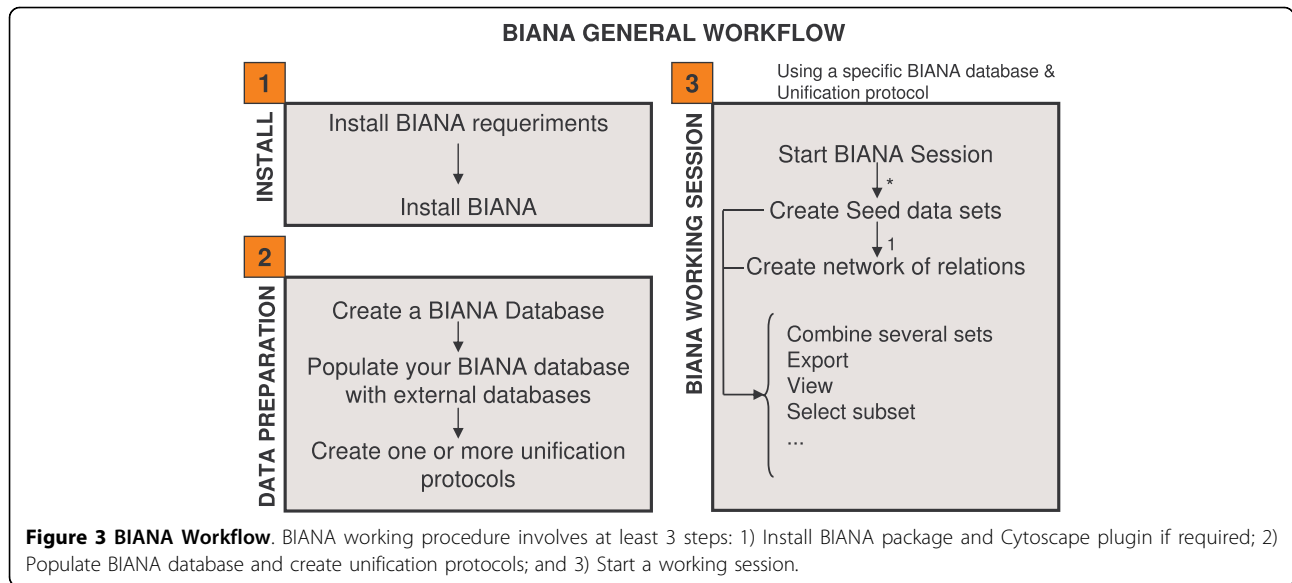 BIANA GENERAL WORKFLOW
1
INSTALL
Install BIANA requeriments
Install BIANA
2
DATA PREPARATION
Create a BIANA Database
Populate your BIANA database
with external databases
Create one or more unification
protocols
3
BIANA WORKING SESSION
Using a specific BIANA database &
Unification protocol
Start BIANA Session
*
Create Seed data sets
1
Create network of relations
Combine several sets
Export
View
Select subset
...
Figure 3 BIANA Workflow. BIANA working procedure involves at least 3 steps: 1) Install BIANA package and Cytoscape plugin if required; 2)
Populate BIANA database and create unification protocols; and 3) Start a working session.